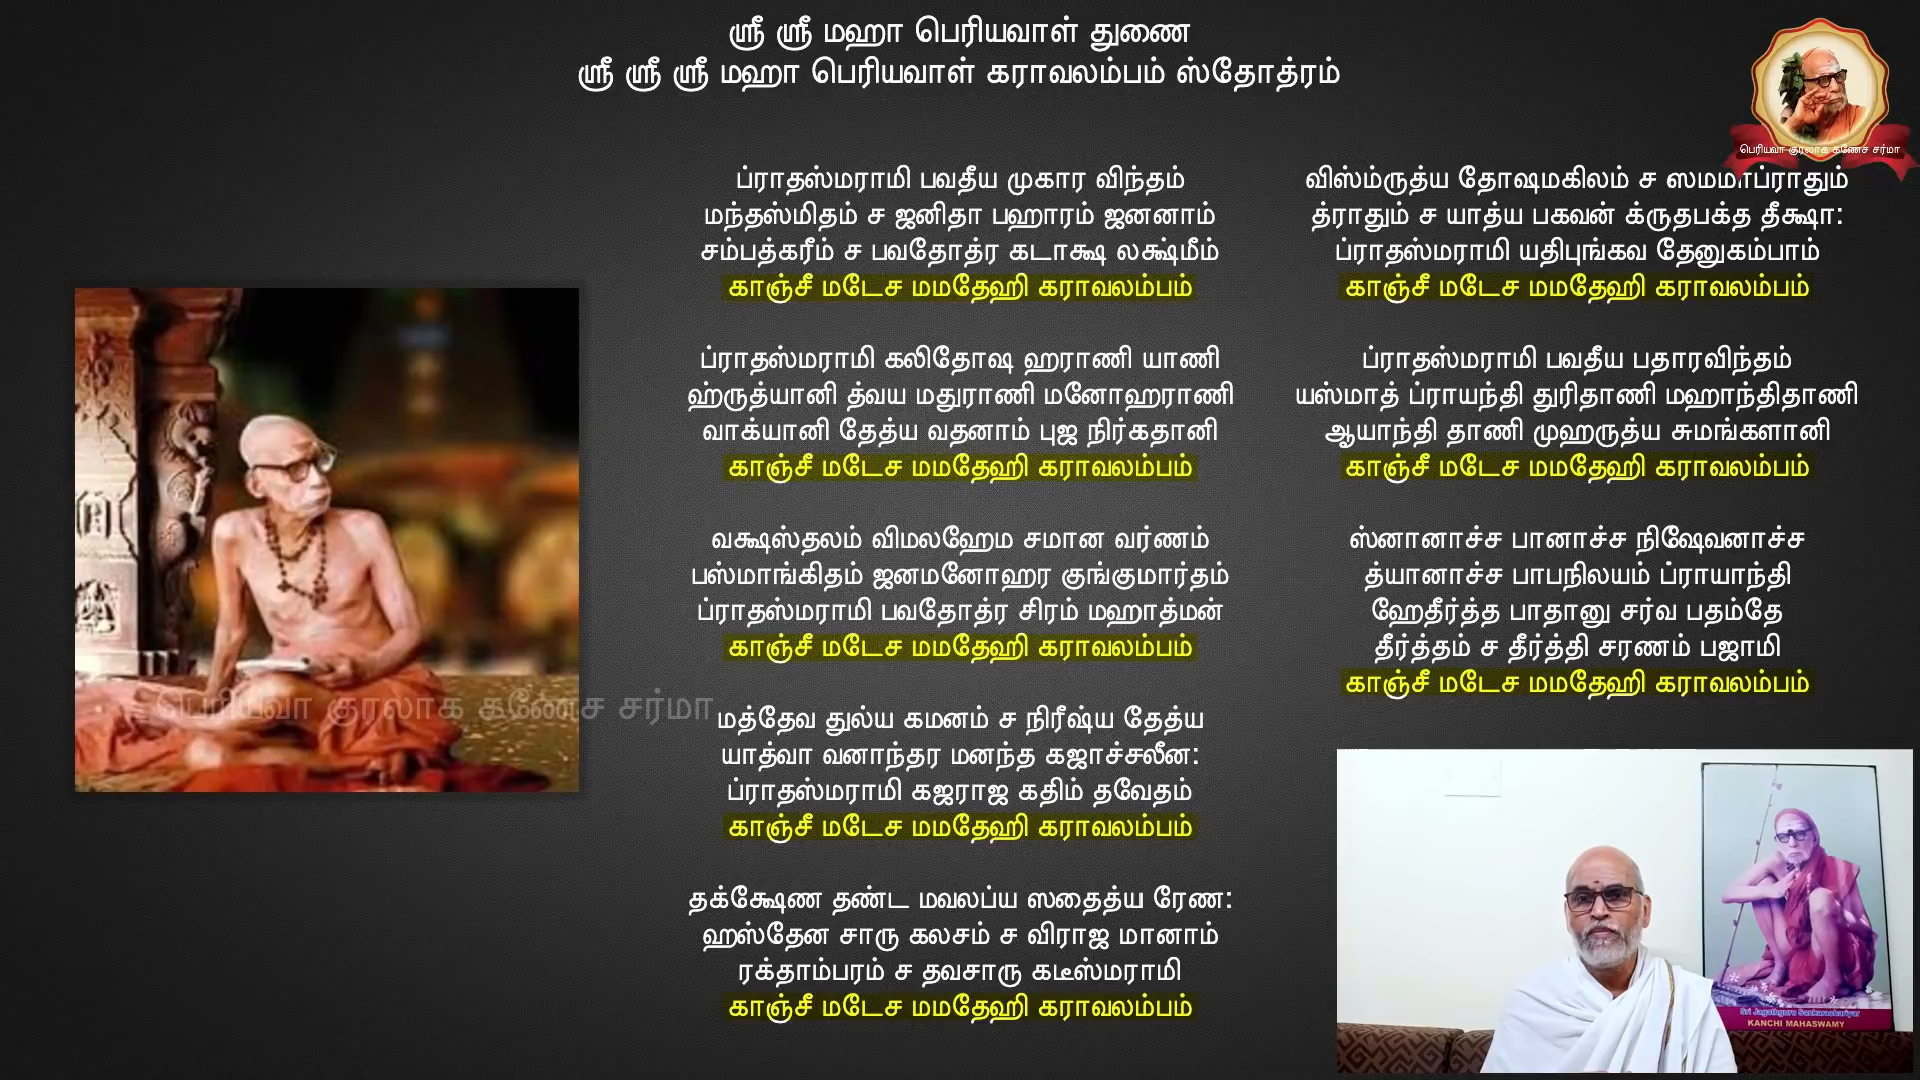 ஸ்ரீ ஸ்ரீ மஹா பெரியவாள் துணை
ஸ்ரீ ஸ்ரீ ஸ்ரீ மஹா பெரியவாள் கராவலம்பம் ஸ்தோத்ரம்
ப்ராதஸ்மராமி பவதீய முகார விந்தம்
மந்தஸ்மிதம் ச ஜனிதா பஹாரம் ஜனனாம்
சம்பத்கரீம் ச பவதோத்ர கடாக்ஷ லக்ஷ்மீம்
காஞ்சீ மடேச மமதேஹி கராவலம்பம்
ப்ராதஸ்மராமி கலிதோஷ ஹராணி யாணி
ஹ்ருத்யானி த்வய மதுராணி மனோஹராணி
வாக்யானி தேத்ய வதனாம் புஜ நிர்கதானி
காஞ்சீ மடேச மமதேஹி கராவலம்பம்
வக்ஷஸ்தலம் விமலஹேம சமான வர்ணம்
பஸ்மாங்கிதம் ஜனமனோஹர குங்குமார்தம்
ப்ராதஸ்மராமி பவதோத்ர சிரம் மஹாத்மன்
காஞ்சீ மடேச மமதேஹி கராவலம்பம்
மத்தேவ துல்ய கமனம் ச நிரீஷ்ய தேத்ய
யாத்வா வனாந்தர மனந்த கஜாச்சலீன:
ப்ராதஸ்மராமி கஜராஜ கதிம் தவேதம்
காஞ்சீ மடேச மமதேஹி கராவலம்பம்
தக்ஷேண தண்ட மவலப்ய ஸதைத்ய ரேண:
ஹஸ்தேன சாரு கலசம் ச விராஜ மானாம்
ரக்தாம்பரம் ச தவசாரு கடீஸ்மராமி
காஞ்சீ மடேச மமதேஹி கராவலம்பம்
விஸ்ம்ருத்ய தோஷமகிலம் ச ஸமமாப்ராதும்
த்ராதும் ச யாத்ய பகவன் க்ருதபக்த தீக்ஷா:
ப்ராதஸ்மராமி யதிபுங்கவ தேனுகம்பாம்
காஞ்சீ மடேச மமதேஹி கராவலம்பம்
ப்ராதஸ்மராமி பவதீய பதாரவிந்தம்
யஸ்மாத் ப்ராயந்தி துரிதாணி மஹாந்திதாணி
ஆயாந்தி தாணி முஹருத்ய சுமங்களானி
காஞ்சீ மடேச மமதேஹி கராவலம்பம்
ஸ்னானாச்ச பானாச்ச நிஷேவனாச்ச
த்யானாச்ச பாபநிலயம் ப்ராயாந்தி
ஹேதீர்த்த பாதானு சர்வ பதம்தே
தீர்த்தம் ச தீர்த்தி சரணம் பஜாமி
காஞ்சீ மடேச மமதேஹி கராவலம்பம்
பெரியவா குரலாக கணேச சர்மா
பெரியவா குரலாக கணேச சர்மா
Sri Jagathguru Sankarachariyar
KANCHI MAHASWAMY